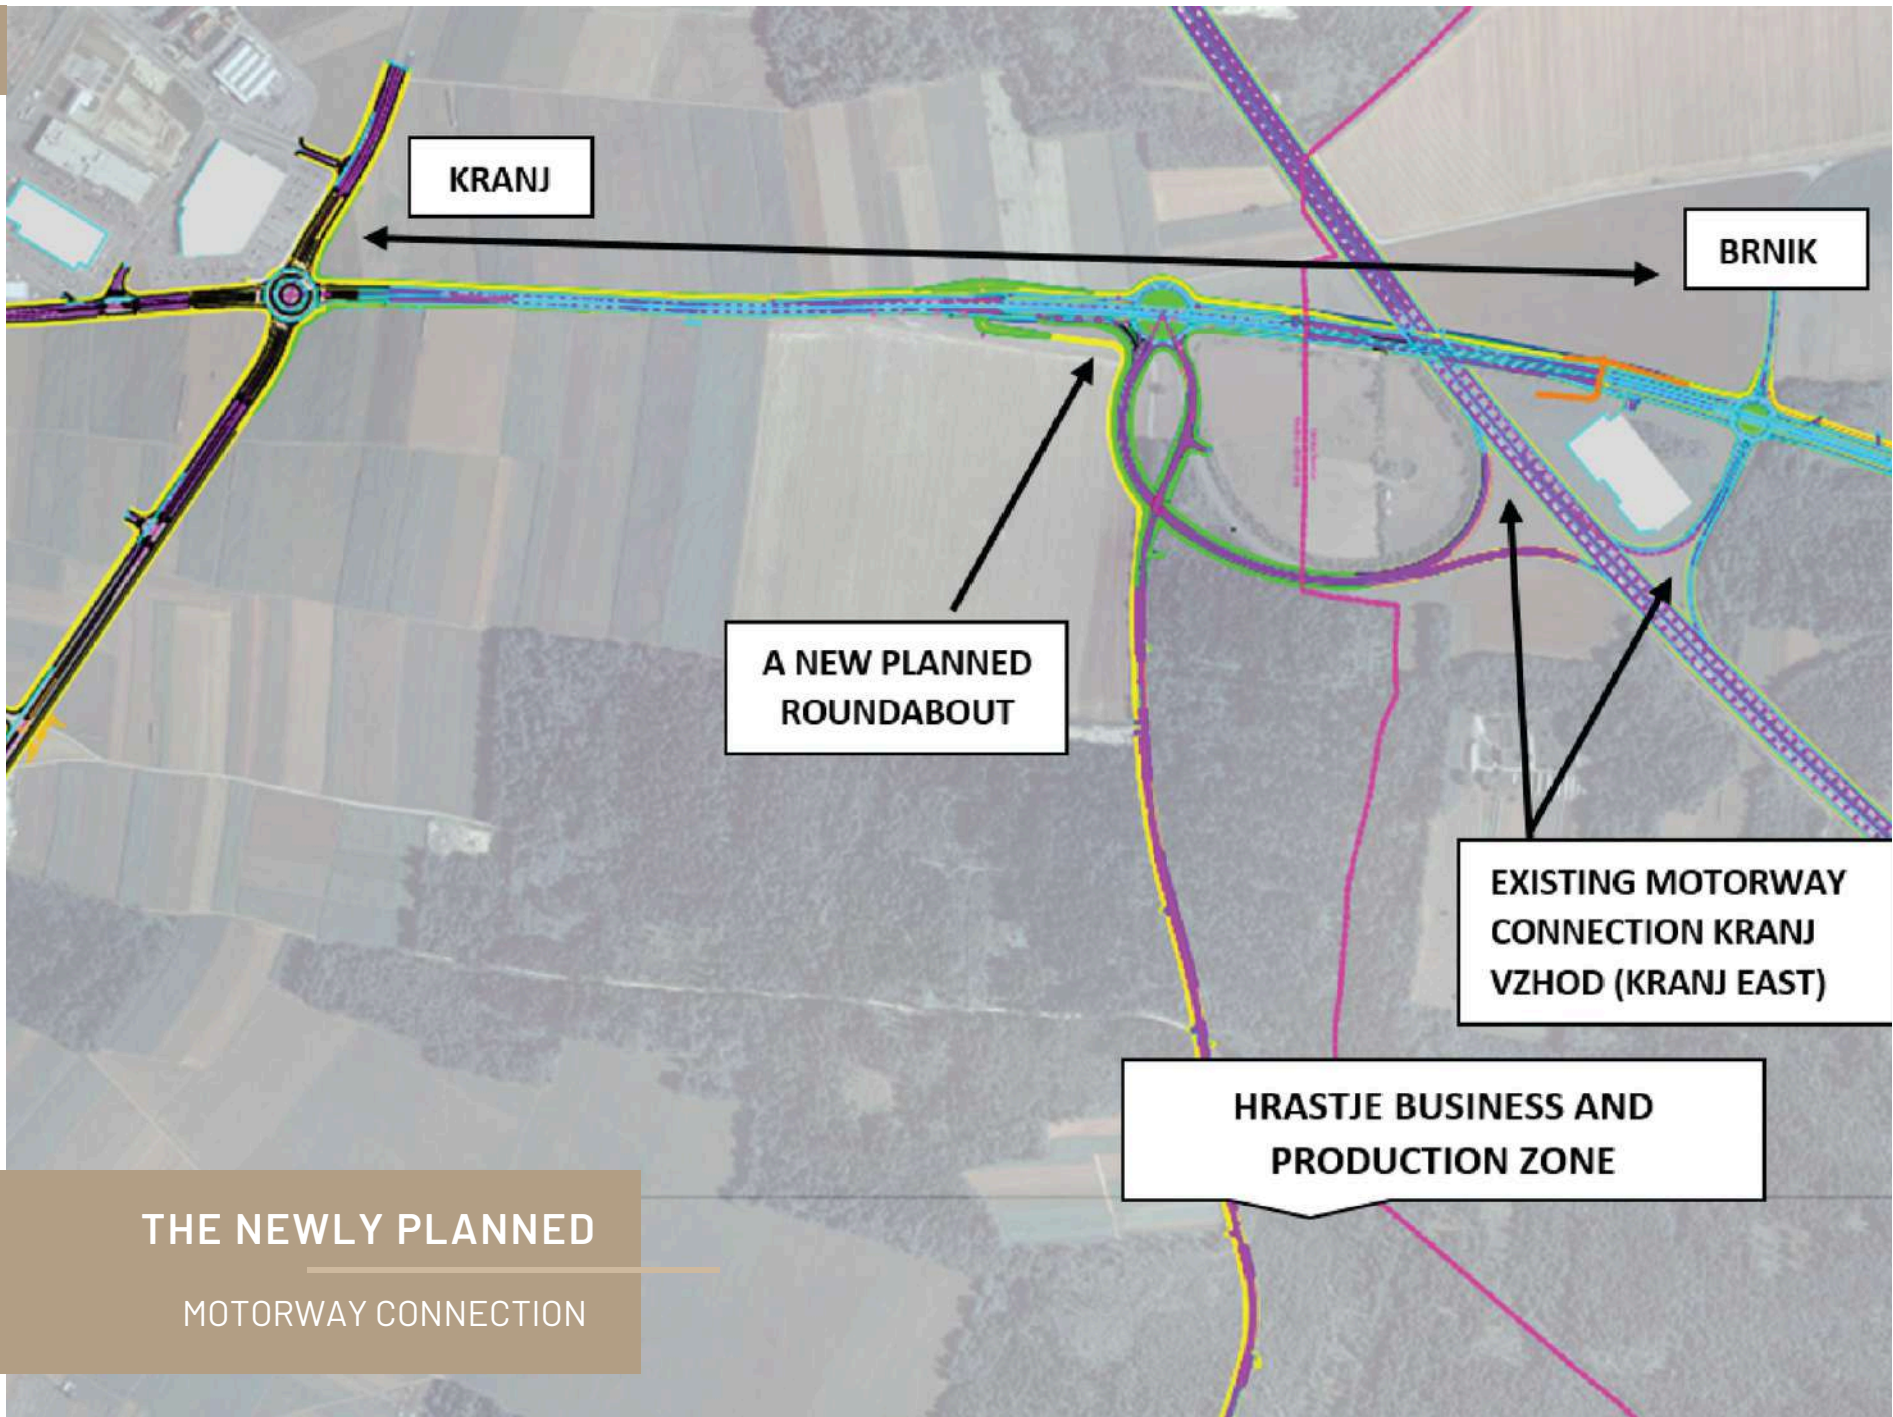 KRANJ
BRNIK
A NEW PLANNED
ROUNDABOUT
EXISTING MOTORWAY
CONNECTION KRANJ
VZHOD (KRANJ EAST)
HRASTJE BUSINESS AND
PRODUCTION ZONE
THE NEWLY PLANNED
MOTORWAY CONNECTION